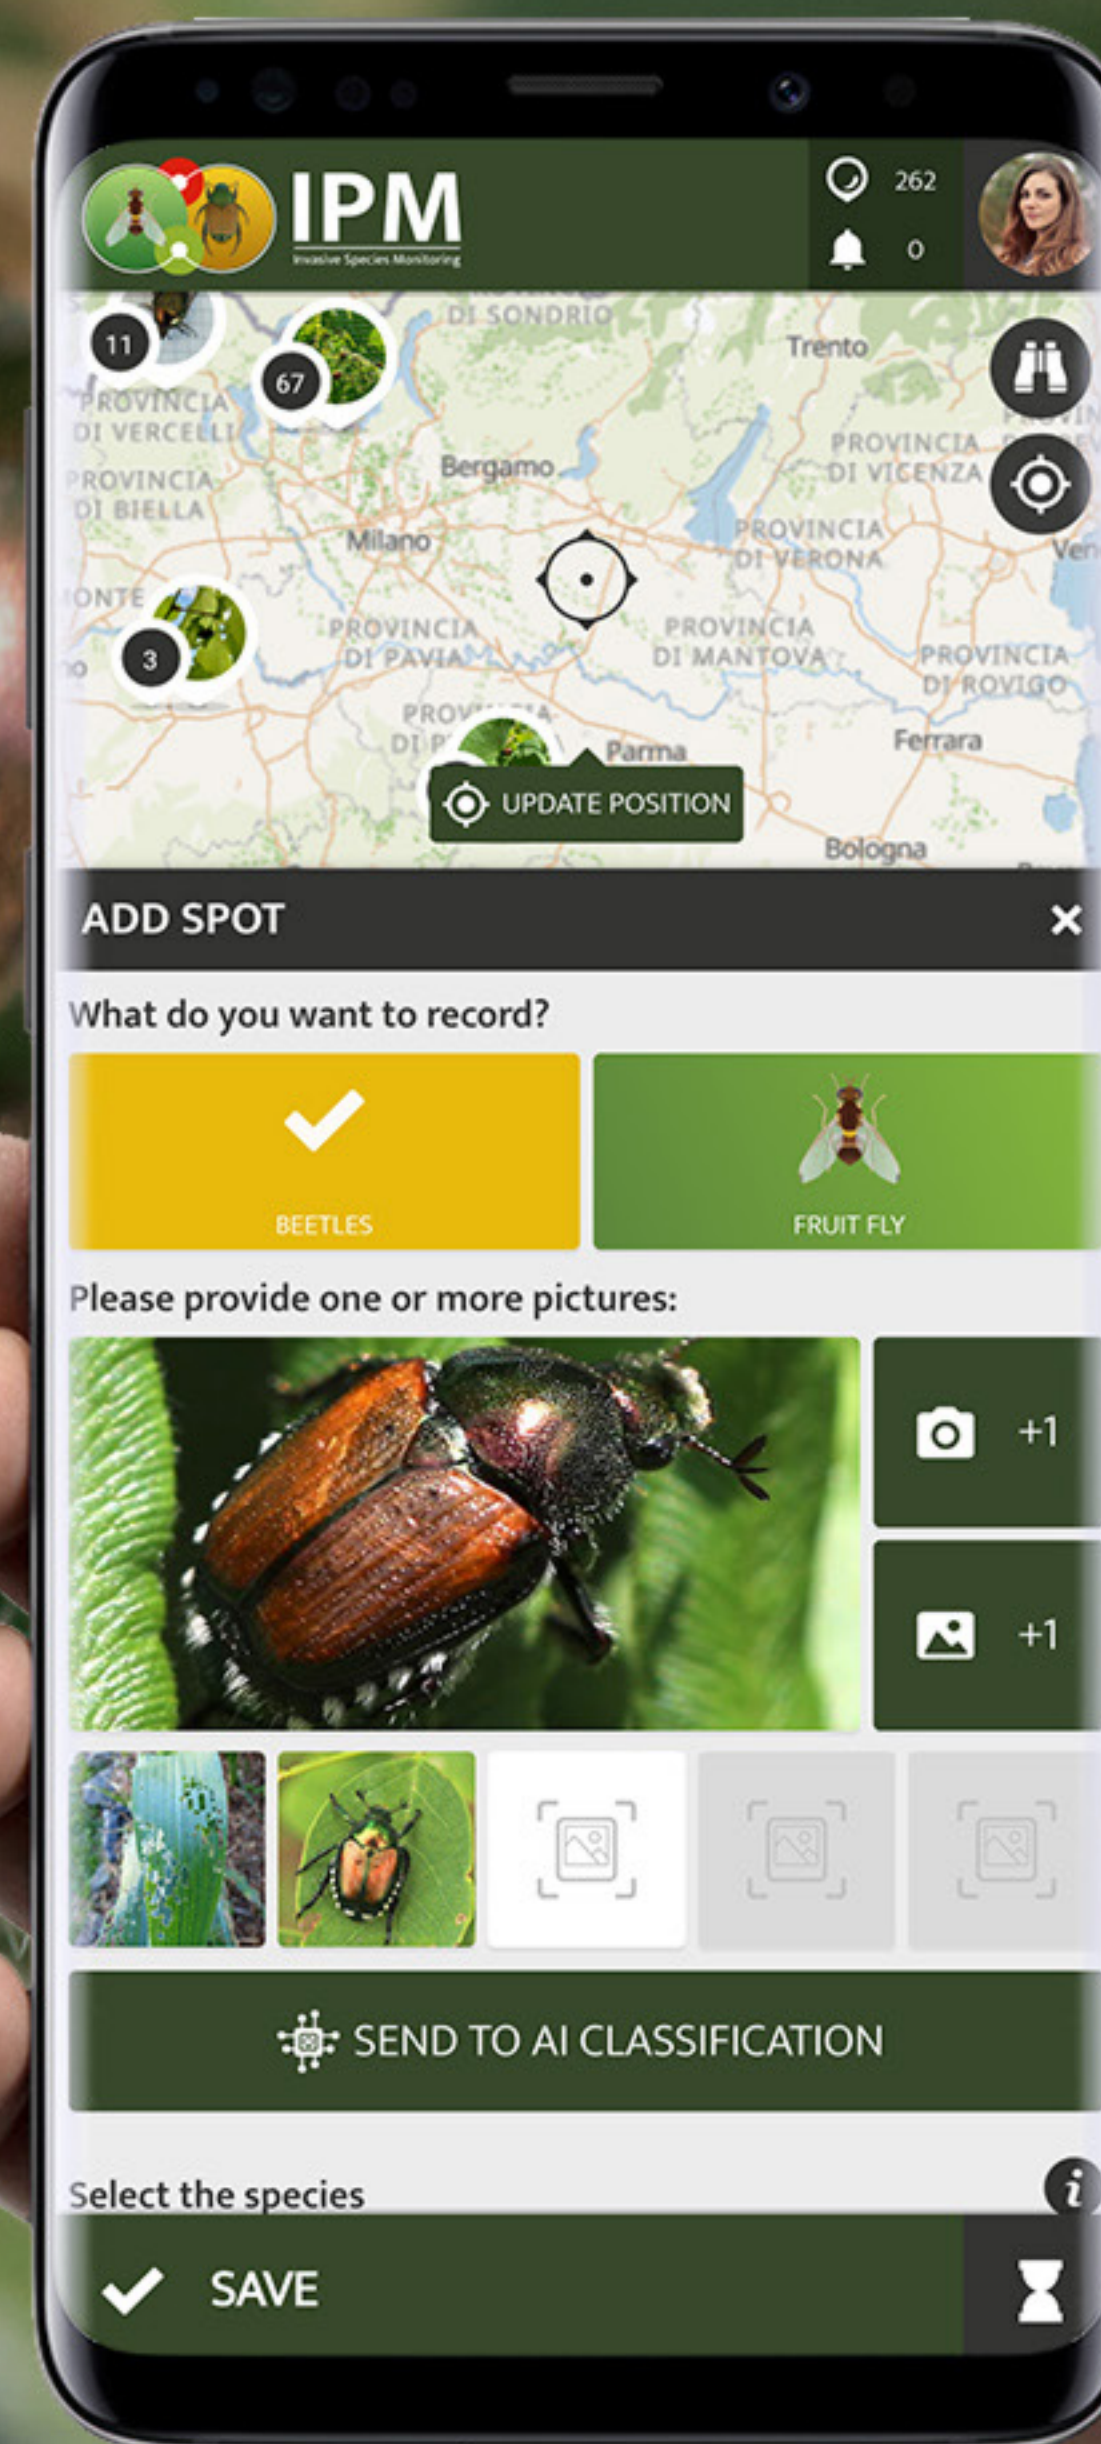 IPM
Invasive Species Monitoring
262
0
DI SONDRIO
11
67
Trento
PROVINCIA
DI VERCELLI
PROVINCIA
DI VICENZA
Bergamo
PROVINCIA
DI BIELLA
Milano
PROVINCIA
DI VERONA
3
PROVINCIA
DI PAVIA
PROVINCIA
DI MANTOVA
PROVINCIA
DI ROVIGO
Parma
Ferrara
UPDATE POSITION
Bologna
ADD SPOT
What do you want to record?
BEETLES
FRUIT FLY
Please provide one or more pictures:
+1
+1
SEND TO AI CLASSIFICATION
Select the species
i
SAVE